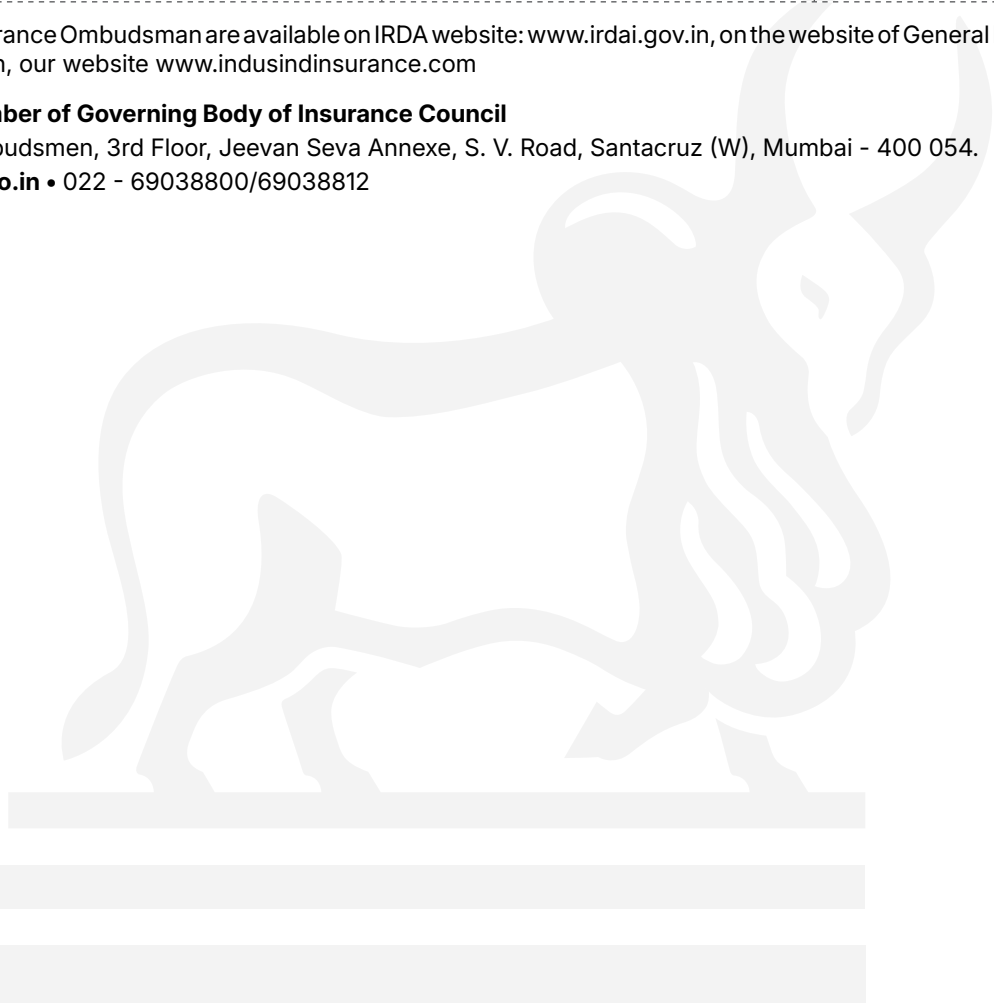 rance Ombudsman are available on IRDA website: www.irdai.gov.in, on the website of General
, our website www.indusindinsurance.com
ber of Governing Body of Insurance Council
udsmen, 3rd Floor, Jeevan Seva Annexe, S. V. Road, Santacruz (W), Mumbai - 400 054.
o.in • 022 - 69038800/69038812